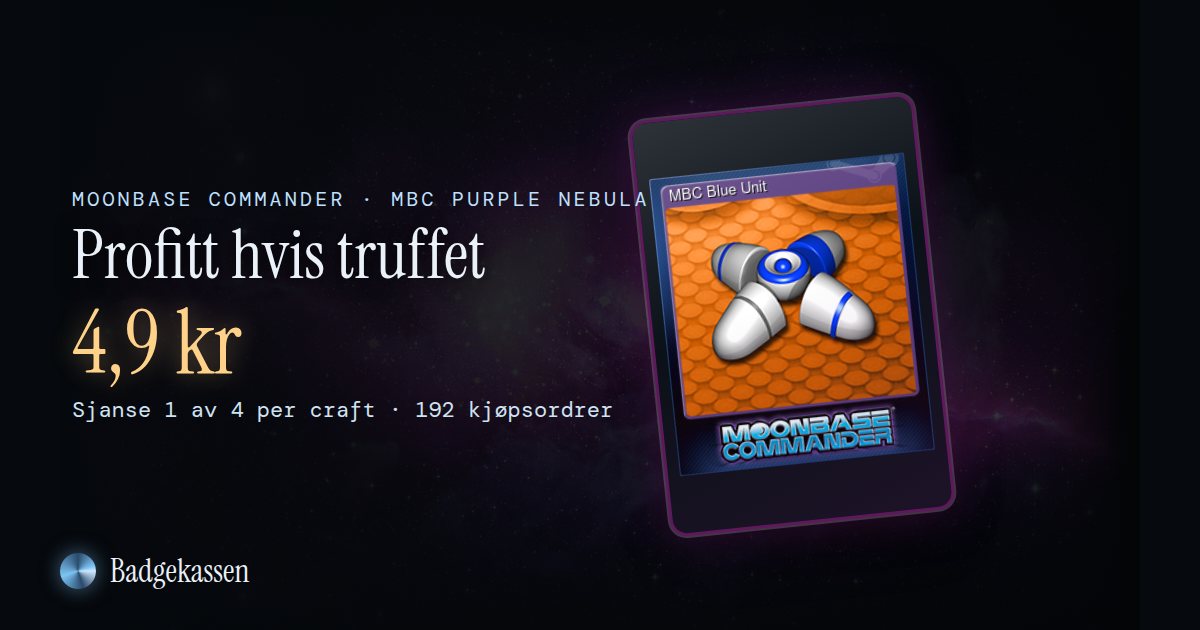 MOONBASE COMMANDER · MBC PURPLE NEBULA
Profitt hvis truffet
4,9 kr
Sjanse 1 av 4 per craft · 192 kjøpsordrer
MBC Blue Unit
MOONBASE
COMMANDER
Badgekassen